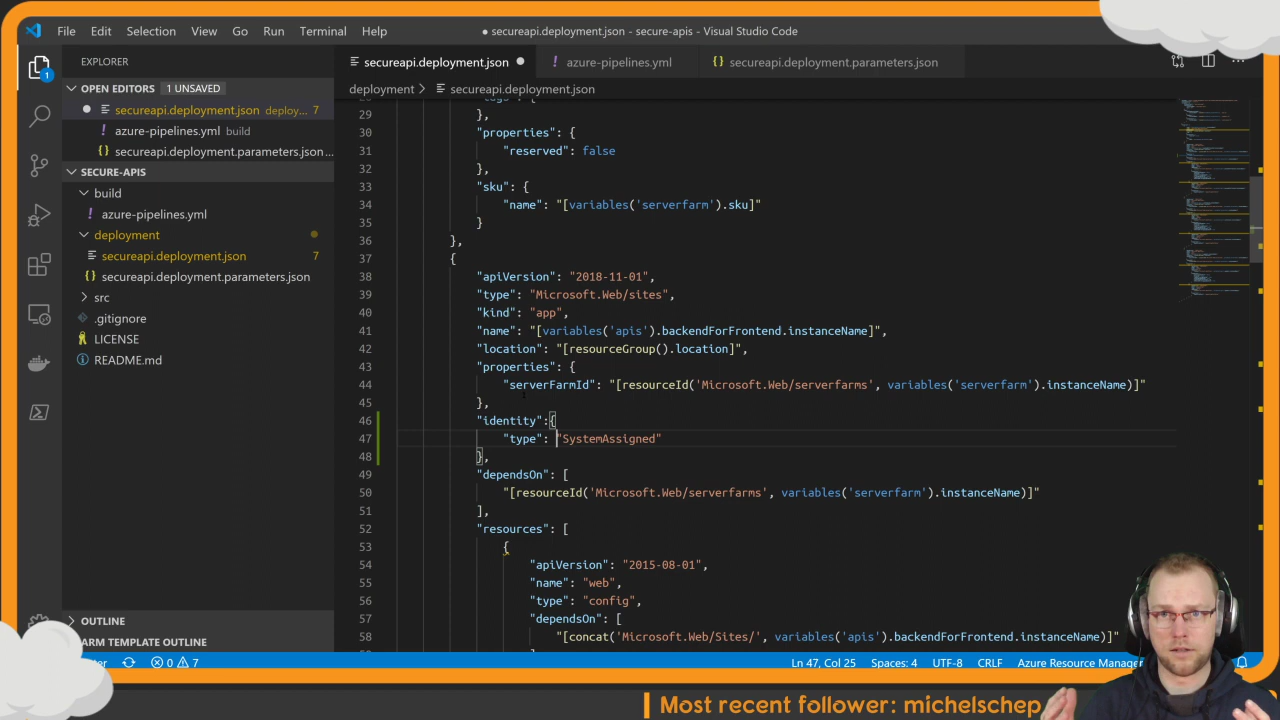 File Edit Selection View Go Run Terminal Help
● secureapi.deployment.json - secure-apis - Visual Studio Code
EXPLORER
OPEN EDITORS 1 UNSAVED
secureapi.deployment.json deploy... 7
azure-pipelines.yml build
secureapi.deployment.parameters.json...
SECURE-APIS
build
azure-pipelines.yml
deployment
secureapi.deployment.json 7
secureapi.deployment.parameters.json
src
.gitignore
LICENSE
README.md
OUTLINE
ARM TEMPLATE OUTLINE
secureapi.deployment.json ● azure-pipelines.yml secureapi.deployment.parameters.json
deployment > secureapi.deployment.json
29 },
30 "properties": {
31 "reserved": false
32 },
33 "sku": {
34 "name": "[variables('serverfarm').sku]"
35 }
36 },
37 {
38 "apiVersion": "2018-11-01",
39 "type": "Microsoft.Web/sites",
40 "kind": "app",
41 "name": "[variables('apis').backendForFrontend.instanceName]",
42 "location": "[resourceGroup().location]",
43 "properties": {
44 "serverFarmId": "[resourceId('Microsoft.Web/serverfarms', variables('serverfarm').instanceName)]"
45 },
46 "identity":{
47 "type": "SystemAssigned"
48 },
49 "dependsOn": [
50 "[resourceId('Microsoft.Web/serverfarms', variables('serverfarm').instanceName)]"
51 ],
52 "resources": [
53 {
54 "apiVersion": "2015-08-01",
55 "name": "web",
56 "type": "config",
57 "dependsOn": [
58 "[concat('Microsoft.Web/Sites/', variables('apis').backendForFrontend.instanceName)]"
0 7 Ln 47, Col 25 Spaces: 4 UTF-8 CRLF Azure Resource Manager
Most recent follower: michelschep